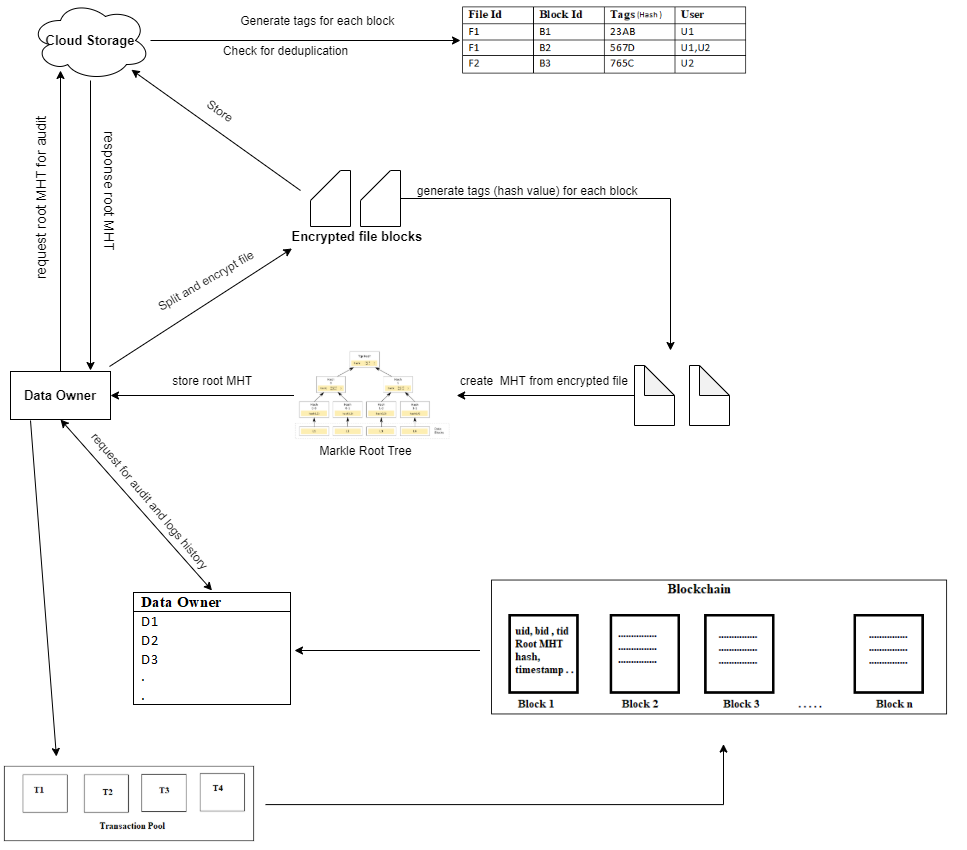 Generate tags for each block
Check for deduplication
Cloud Storage
File Id Block Id Tags (Hash) User
F1 B1 23AB U1
F1 B2 567D U1,U2
F2 B3 765C U2
Store
request root MHT for audit
response root MHT
generate tags (hash value) for each block
Encrypted file blocks
Split and encrypt file
store root MHT
create MHT from encrypted file
Data Owner
Markle Root Tree
request for audit and logs history
Data Owner
D1
D2
D3
.
.
Blockchain
uid, bid , tid
Root MHT
hash,
timestamp . .
...............
...............
...............
...............
...............
...............
...............
...............
...............
Block 1 Block 2 Block 3 . . . . . Block n
T1 T2 T3 T4
Transaction Pool